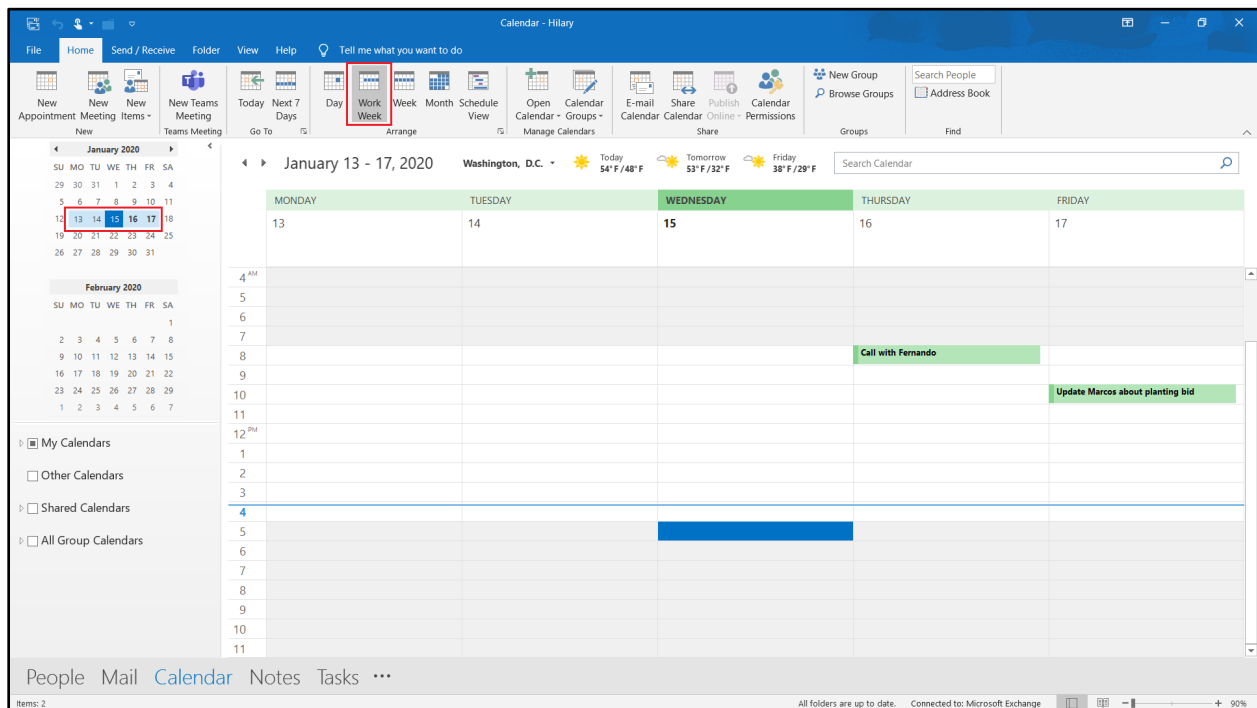 Calendar - Hilary
File Home Send / Receive Folder View Help Tell me what you want to do
New Appointment
New Meeting
New Items
New
New Teams Meeting
Teams Meeting
Today
Next 7 Days
Go To
Day
Work Week
Week
Month
Schedule View
Arrange
Open Calendar
Calendar Groups
Manage Calendars
E-mail Calendar
Share Calendar
Publish Online
Calendar Permissions
Share
New Group
Browse Groups
Groups
Search People
Address Book
Find
January 2020
SU MO TU WE TH FR SA
29 30 31 1 2 3 4
5 6 7 8 9 10 11
12 13 14 15 16 17 18
19 20 21 22 23 24 25
26 27 28 29 30 31
February 2020
SU MO TU WE TH FR SA
1
2 3 4 5 6 7 8
9 10 11 12 13 14 15
16 17 18 19 20 21 22
23 24 25 26 27 28 29
1 2 3 4 5 6 7
My Calendars
Other Calendars
Shared Calendars
All Group Calendars
January 13 - 17, 2020
Washington, D.C.
Today
54° F / 48° F
Tomorrow
53° F / 32° F
Friday
38° F / 29° F
Search Calendar
MONDAY TUESDAY WEDNESDAY THURSDAY FRIDAY
13 14 15 16 17
4 AM
5
6
7
8 Call with Fernando
9
10 Update Marcos about planting bid
11
12 PM
1
2
3
4
5
6
7
8
9
10
11
People Mail Calendar Notes Tasks •••
Items: 2
All folders are up to date. Connected to: Microsoft Exchange
90%